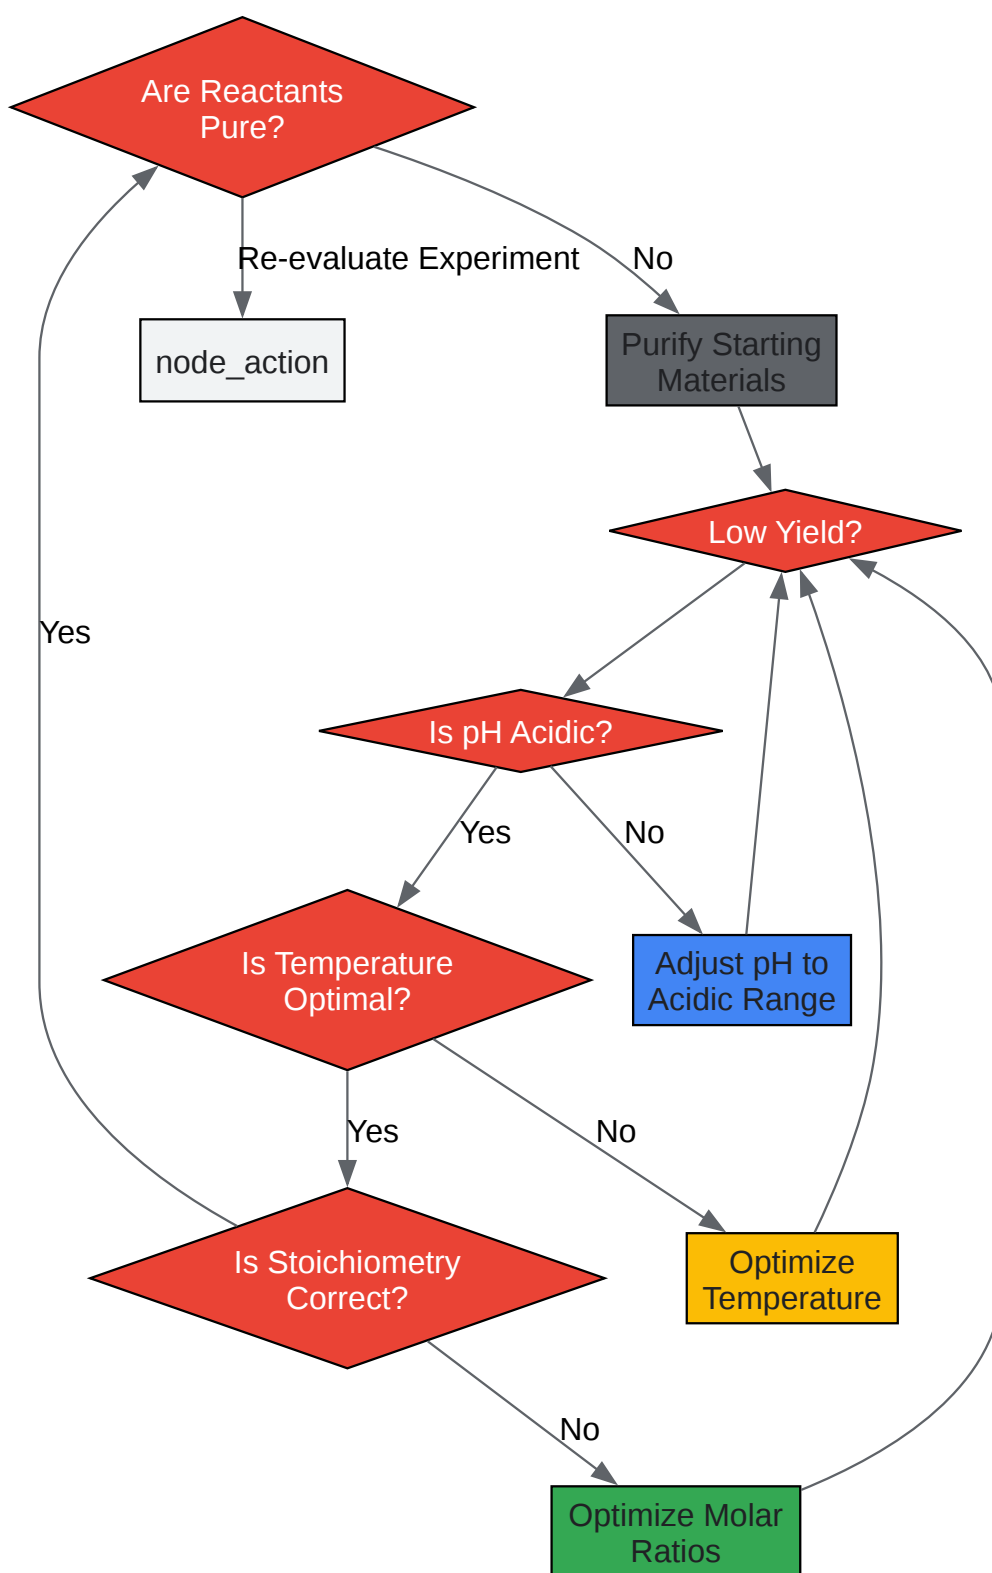 Are Reactants
Pure?
Re-evaluate Experiment
No
node_action
Purify Starting
Materials
Low Yield?
Yes
Is pH Acidic?
Yes
No
Is Temperature
Optimal?
Adjust pH to
Acidic Range
Yes
No
Is Stoichiometry
Correct?
Optimize
Temperature
No
Optimize Molar
Ratios